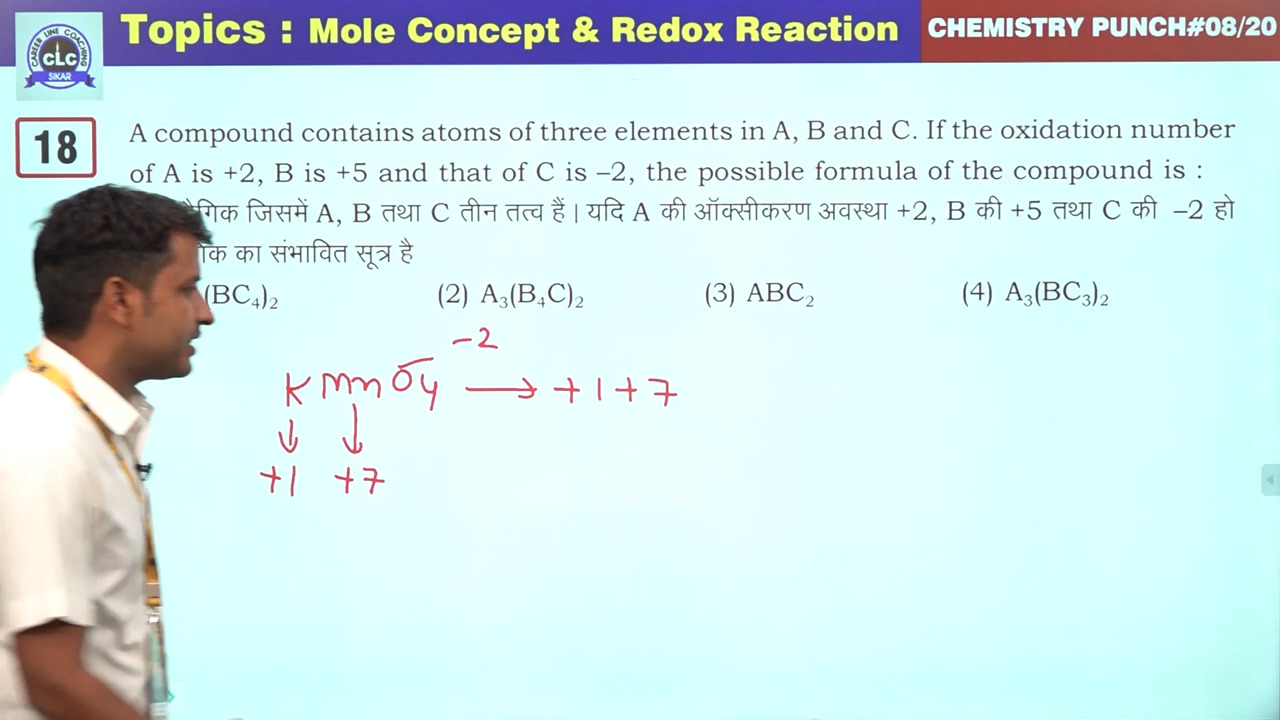 Topics : Mole Concept & Redox Reaction
CHEMISTRY PUNCH#08/20
CAREER LINE COACHING
CLC
SIKAR
18
A compound contains atoms of three elements in A, B and C. If the oxidation number
of A is +2, B is +5 and that of C is –2, the possible formula of the compound is :
जिसमें A, B तथा C तीन तत्व हैं। यदि A की ऑक्सीकरण अवस्था +2, B की +5 तथा C की –2 हो
का संभावित सूत्र है
(BC₄)₂ (2) A₃(B₄C)₂ (3) ABC₂ (4) A₃(BC₃)₂
–2
KMnO4 → +1+7
↓ ↓
+1 +7